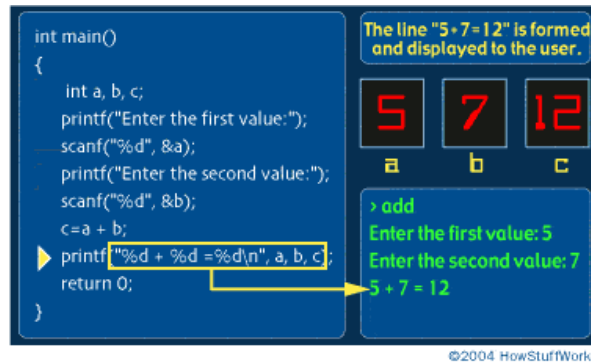 int main()
{
int a, b, c;
printf("Enter the first value:");
scanf("%d", &a);
printf("Enter the second value:");
scanf("%d", &b);
c=a + b;
printf("%d + %d =%d\n", a, b, c);
return 0;
}
The line "5+7=12" is formed
and displayed to the user.
5 7 12
a b c
> add
Enter the first value: 5
Enter the second value: 7
5 + 7 = 12
©2004 HowStuffWork